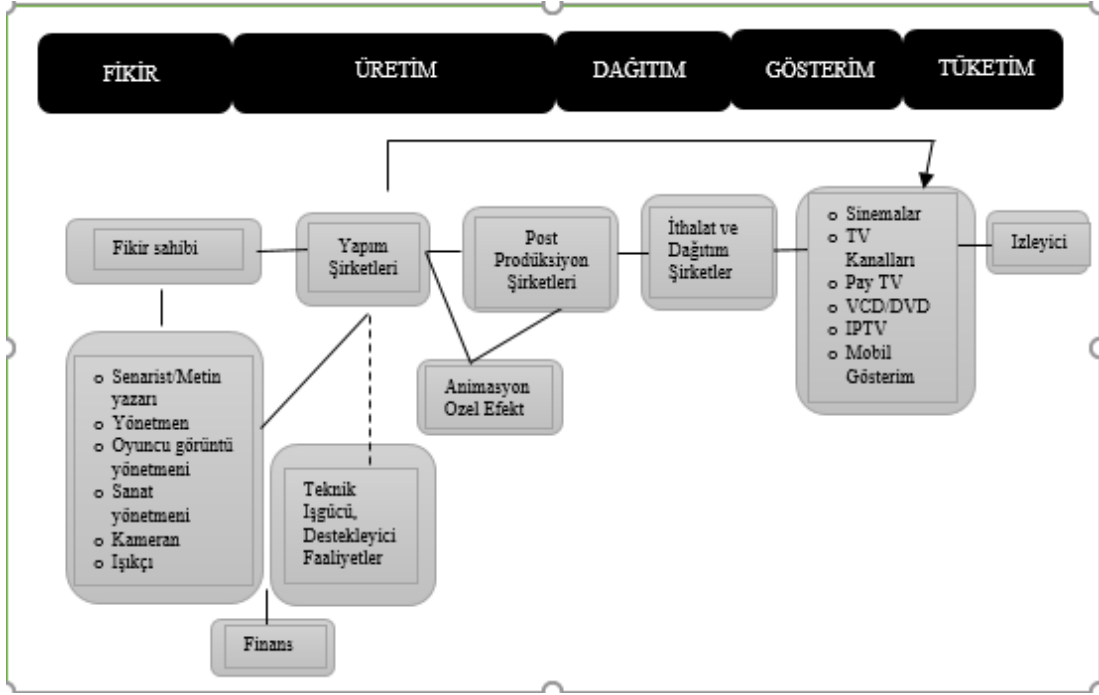 FİKİR
ÜRETİM
DAĞITIM
GÖSTERİM
TÜKETİM
Fikir sahibi
Yapım
Şirketleri
Post
Prodüksiyon
Şirketleri
İthalat ve
Dağıtım
Şirketler
o Sinemalar
o TV
Kanalları
o Pay TV
o VCD/DVD
o IPTV
o Mobil
Gösterim
Izleyici
o Senarist/Metin
yazarı
o Yönetmen
o Oyuncu görüntü
yönetmeni
o Sanat
yönetmeni
o Kameran
o Işıkçı
Animasyon
Ozel Efekt
Teknik
Işgücü,
Destekleyici
Faaliyetler
Finans